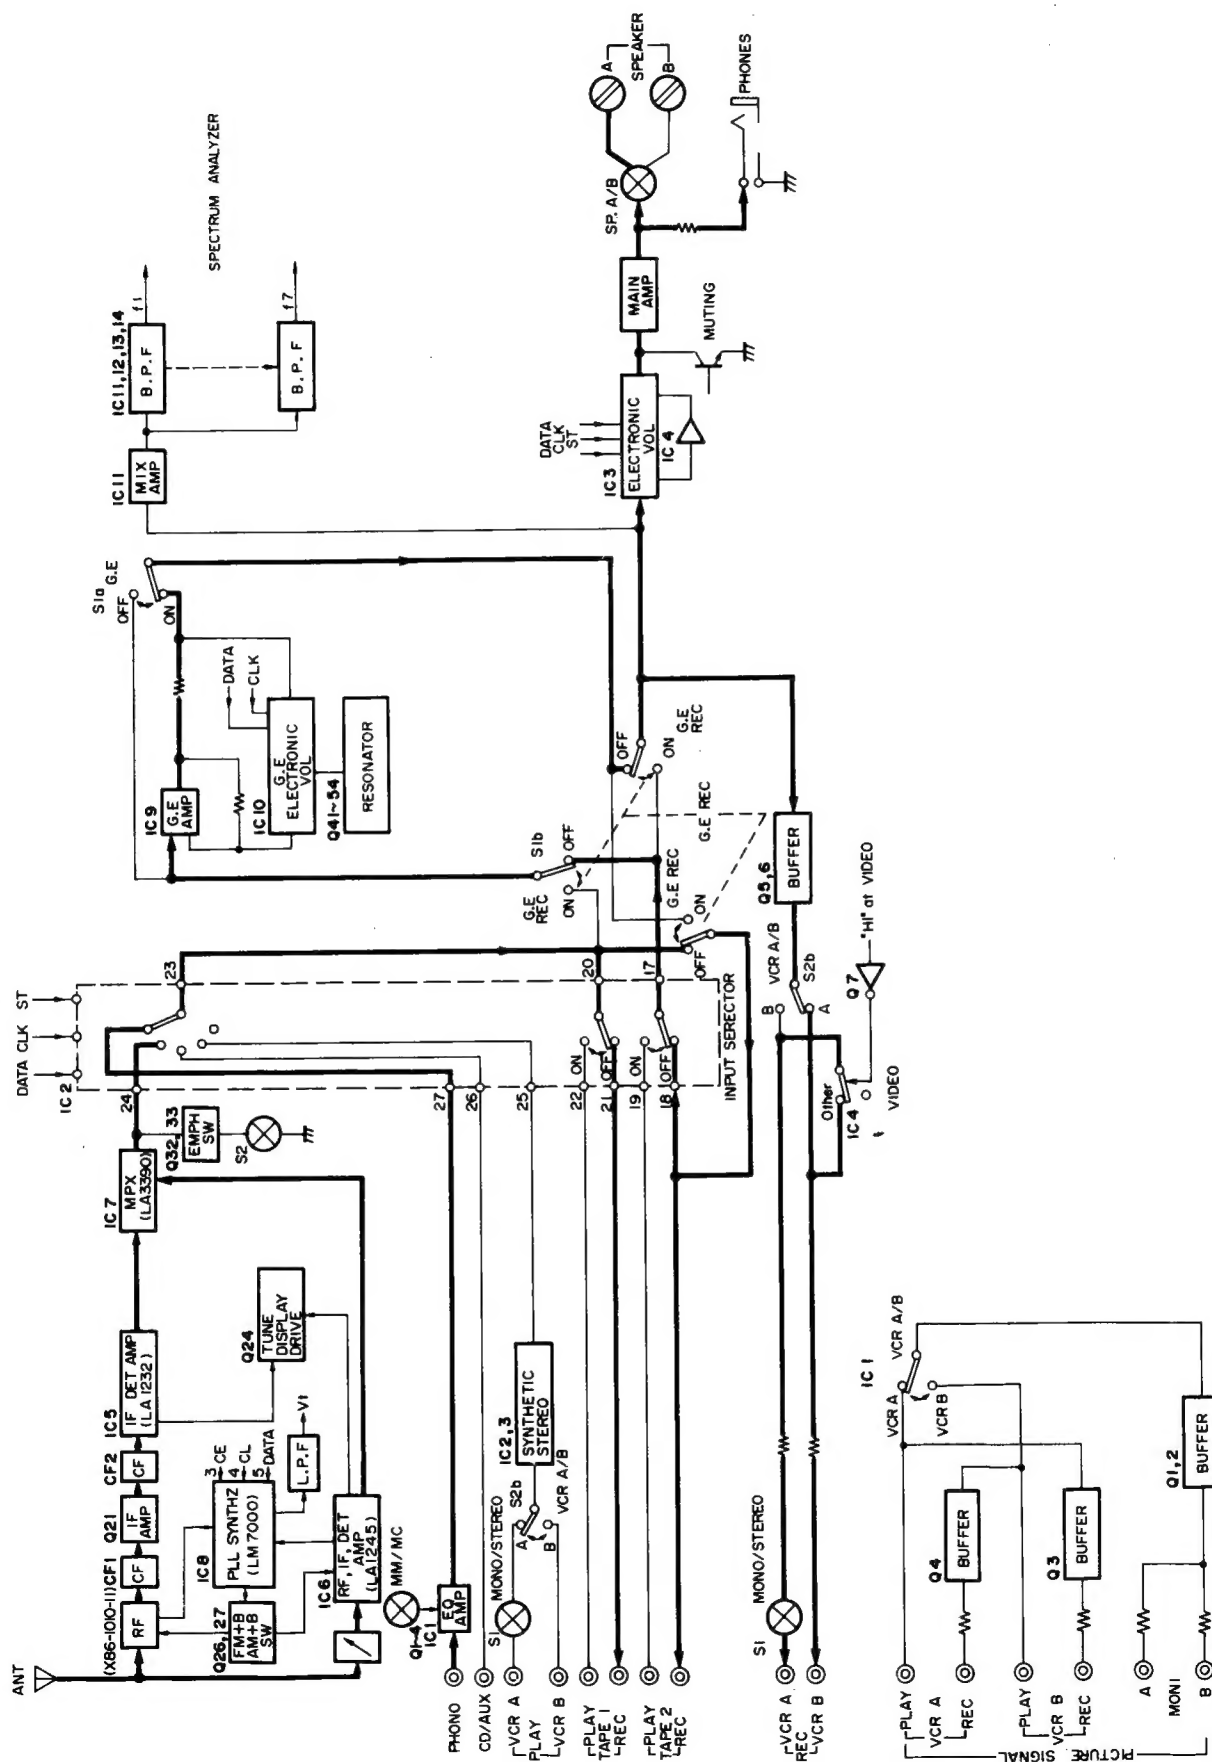 ANT
(X86-1010-11)
RF
CF1
CF
Q21
IF AMP
CF2
CF
IC5
IF DET AMP
(LA 1232)
IC7
MPX
(LA3390)
Q32, 33
EMPH
SW
S2
Q24
TUNE
DISPLAY
DRIVE
IC8
PLL SYNTHZ
(LM 7000)
3 CE
4 CL
5 DATA
L.P.F
Vt
Q26, 27
FM+B
AM+B
SW
IC6
RF, IF, DET
AMP
(LA1245)
MM/MC
Q1~4
IC1
EQ
AMP
PHONO
CD/AUX
VCR A
PLAY
VCR B
S1
MONO/STEREO
S2b
A
B
VCR A/B
IC2, 3
SYNTHETIC
STEREO
PLAY
TAPE 1
REC
PLAY
TAPE 2
REC
DATA CLK ST
IC2
24
23
27
26
25
22
21
19
18
20
17
ON
OFF
ON
OFF
INPUT SERECTOR
IC9
G.E
AMP
IC10
G.E
ELECTRONIC
VOL
DATA
CLK
Q41~54
RESONATOR
S1a
G.E
OFF
ON
S1b
G.E
REC
ON
OFF
G.E REC
ON
OFF
G.E REC
OFF
ON
G.E
REC
IC11
MIX
AMP
IC11, 12, 13, 14
B.P.F
f1
B.P.F
f7
SPECTRUM ANALYZER
DATA
CLK
ST
IC3
ELECTRONIC
VOL
IC4
MUTING
MAIN
AMP
SP. A/B
A
B
SPEAKER
PHONES
Q5,6
BUFFER
VCR A/B
S2b
B
A
Q7
"HI" at VIDEO
Other
IC4
VIDEO
S1
MONO/STEREO
VCR A
REC
VCR B
PICTURE SIGNAL
PLAY
VCR A
REC
PLAY
VCR B
REC
A
MONI
B
Q4
BUFFER
Q3
BUFFER
Q1,2
BUFFER
IC1
VCR A
VCR B
VCR A/B